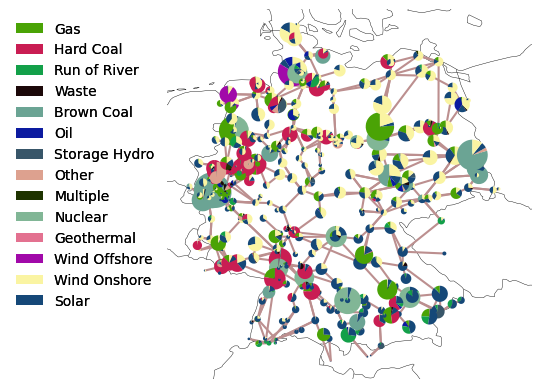 Gas
Hard Coal
Run of River
Waste
Brown Coal
Oil
Storage Hydro
Other
Multiple
Nuclear
Geothermal
Wind Offshore
Wind Onshore
Solar